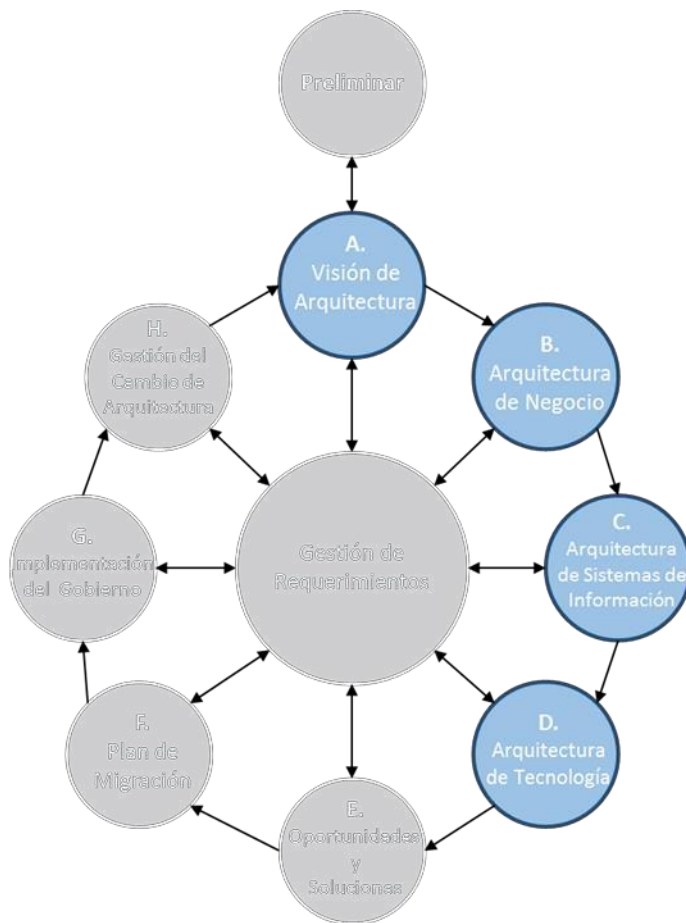 Preliminar
A.
Visión de
Arquitectura
B.
Arquitectura
de Negocio
C.
Arquitectura
de Sistemas de
Información
D.
Arquitectura
de Tecnología
E.
Oportunidades
y
Soluciones
F.
Plan de
Migración
G.
Implementación
del Gobierno
H.
Gestión del
Cambio de
Arquitectura
Gestión de
Requerimientos